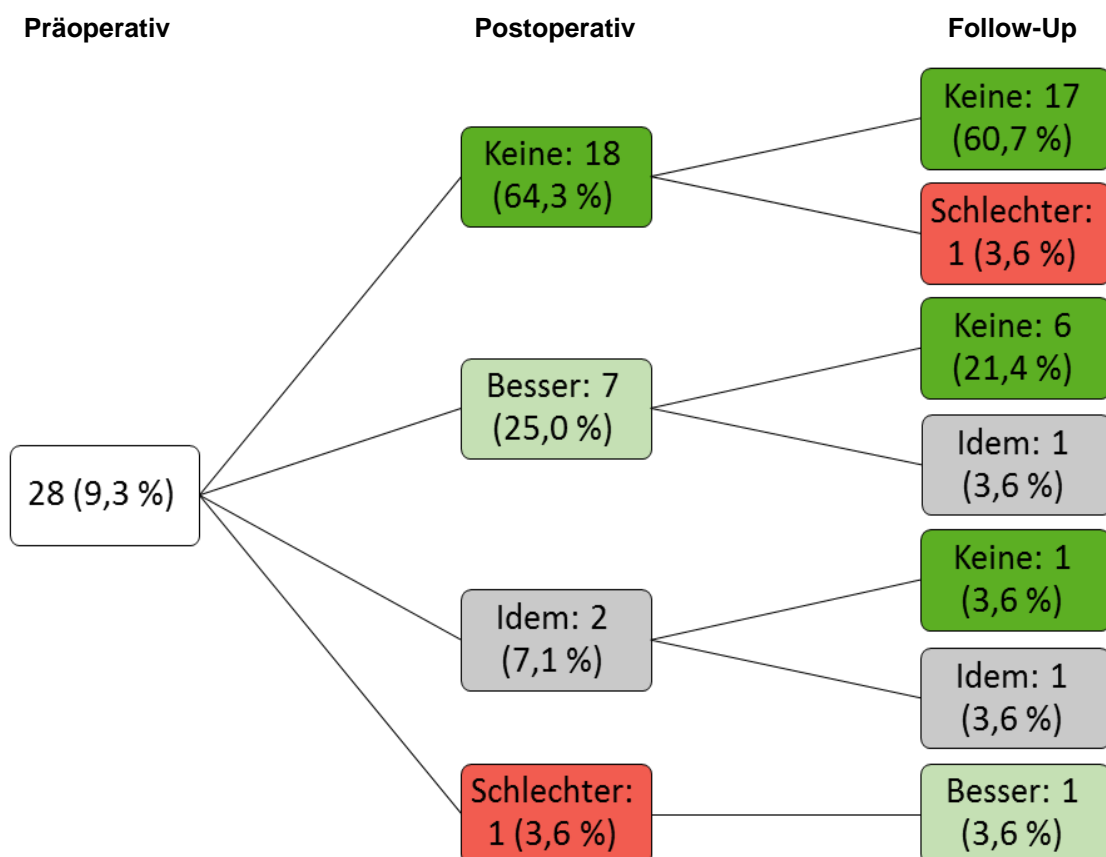 Präoperativ
Postoperativ
Follow-Up
28 (9,3 %)
Keine: 18
(64,3 %)
Besser: 7
(25,0 %)
Idem: 2
(7,1 %)
Schlechter:
1 (3,6 %)
Keine: 17
(60,7 %)
Schlechter:
1 (3,6 %)
Keine: 6
(21,4 %)
Idem: 1
(3,6 %)
Keine: 1
(3,6 %)
Idem: 1
(3,6 %)
Besser: 1
(3,6 %)